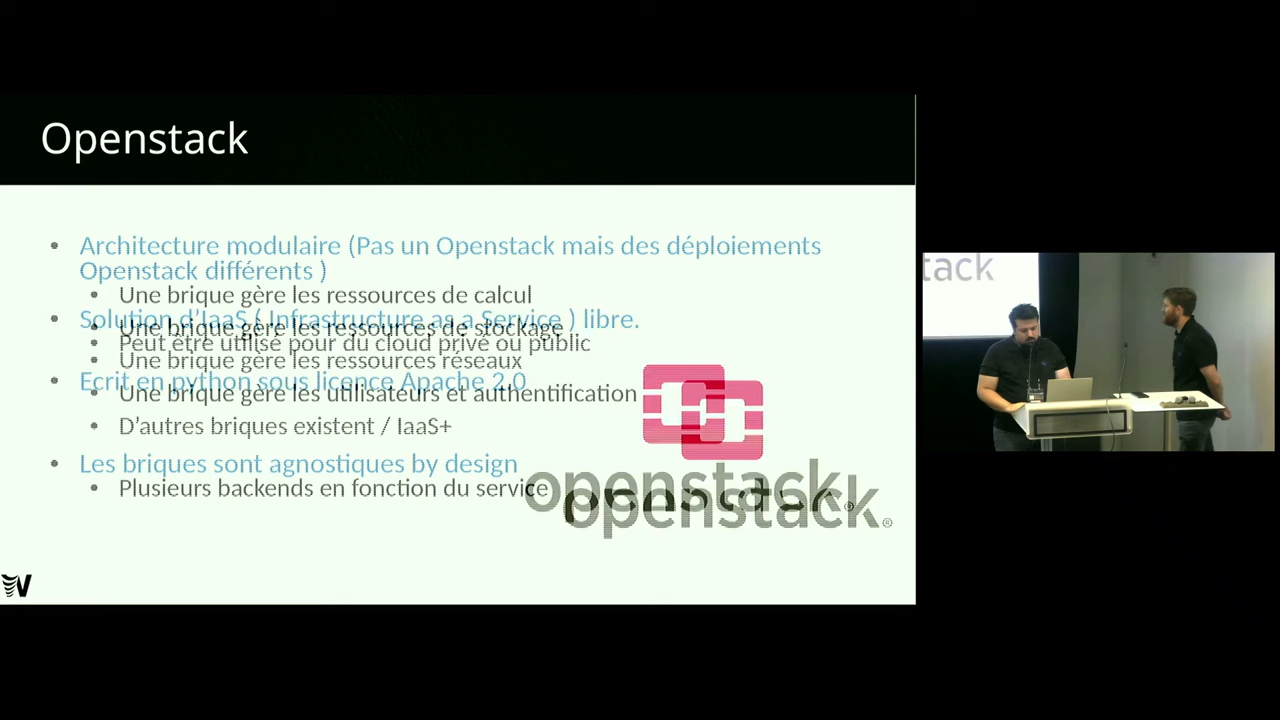 Openstack
• Architecture modulaire (Pas un Openstack mais des déploiements
Openstack différents )
• Une brique gère les ressources de calcul
• Solution d'IaaS ( Infrastructure as a Service ) libre.
• Une brique gère les ressources de stockage
Peut être utilisé pour du cloud privé ou public
• Une brique gère les ressources réseaux
• Ecrit en python sous licence Apache 2.0
• Une brique gère les utilisateurs et authentification
• D'autres briques existent / IaaS+
• Les briques sont agnostiques by design
• Plusieurs backends en fonction du service
openstack®
openstack®
tack